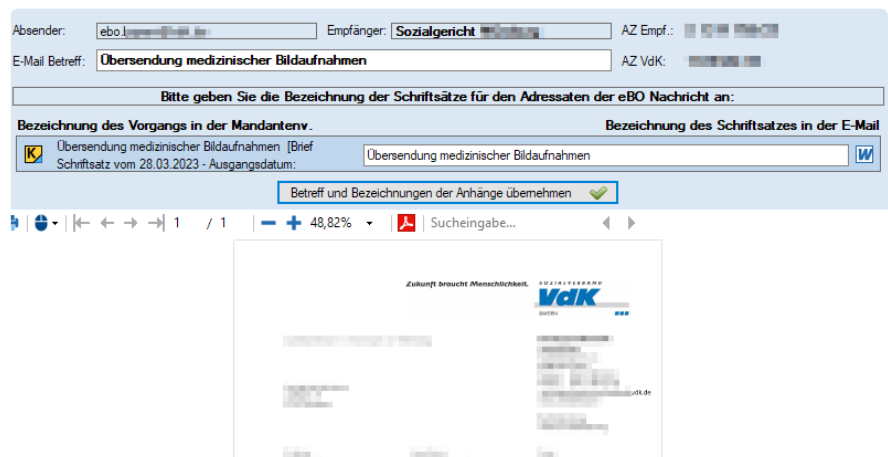 Absender: ebo. Empfänger: Sozialgericht AZ Empf.:
E-Mail Betreff: Übersendung medizinischer Bildaufnahmen AZ VdK:
Bitte geben Sie die Bezeichnung der Schriftsätze für den Adressaten der eBO Nachricht an:
Bezeichnung des Vorgangs in der Mandantenv. Bezeichnung des Schriftsatzes in der E-Mail
Übersendung medizinischer Bildaufnahmen [Brief
Schriftsatz vom 28.03.2023 - Ausgangsdatum:
Übersendung medizinischer Bildaufnahmen
Betreff und Bezeichnungen der Anhänge übernehmen
1 / 1 48,82% Sucheingabe...
Zukunft braucht Menschlichkeit.
SOZIALVERBAND
VdK
BAYERN
vdk.de